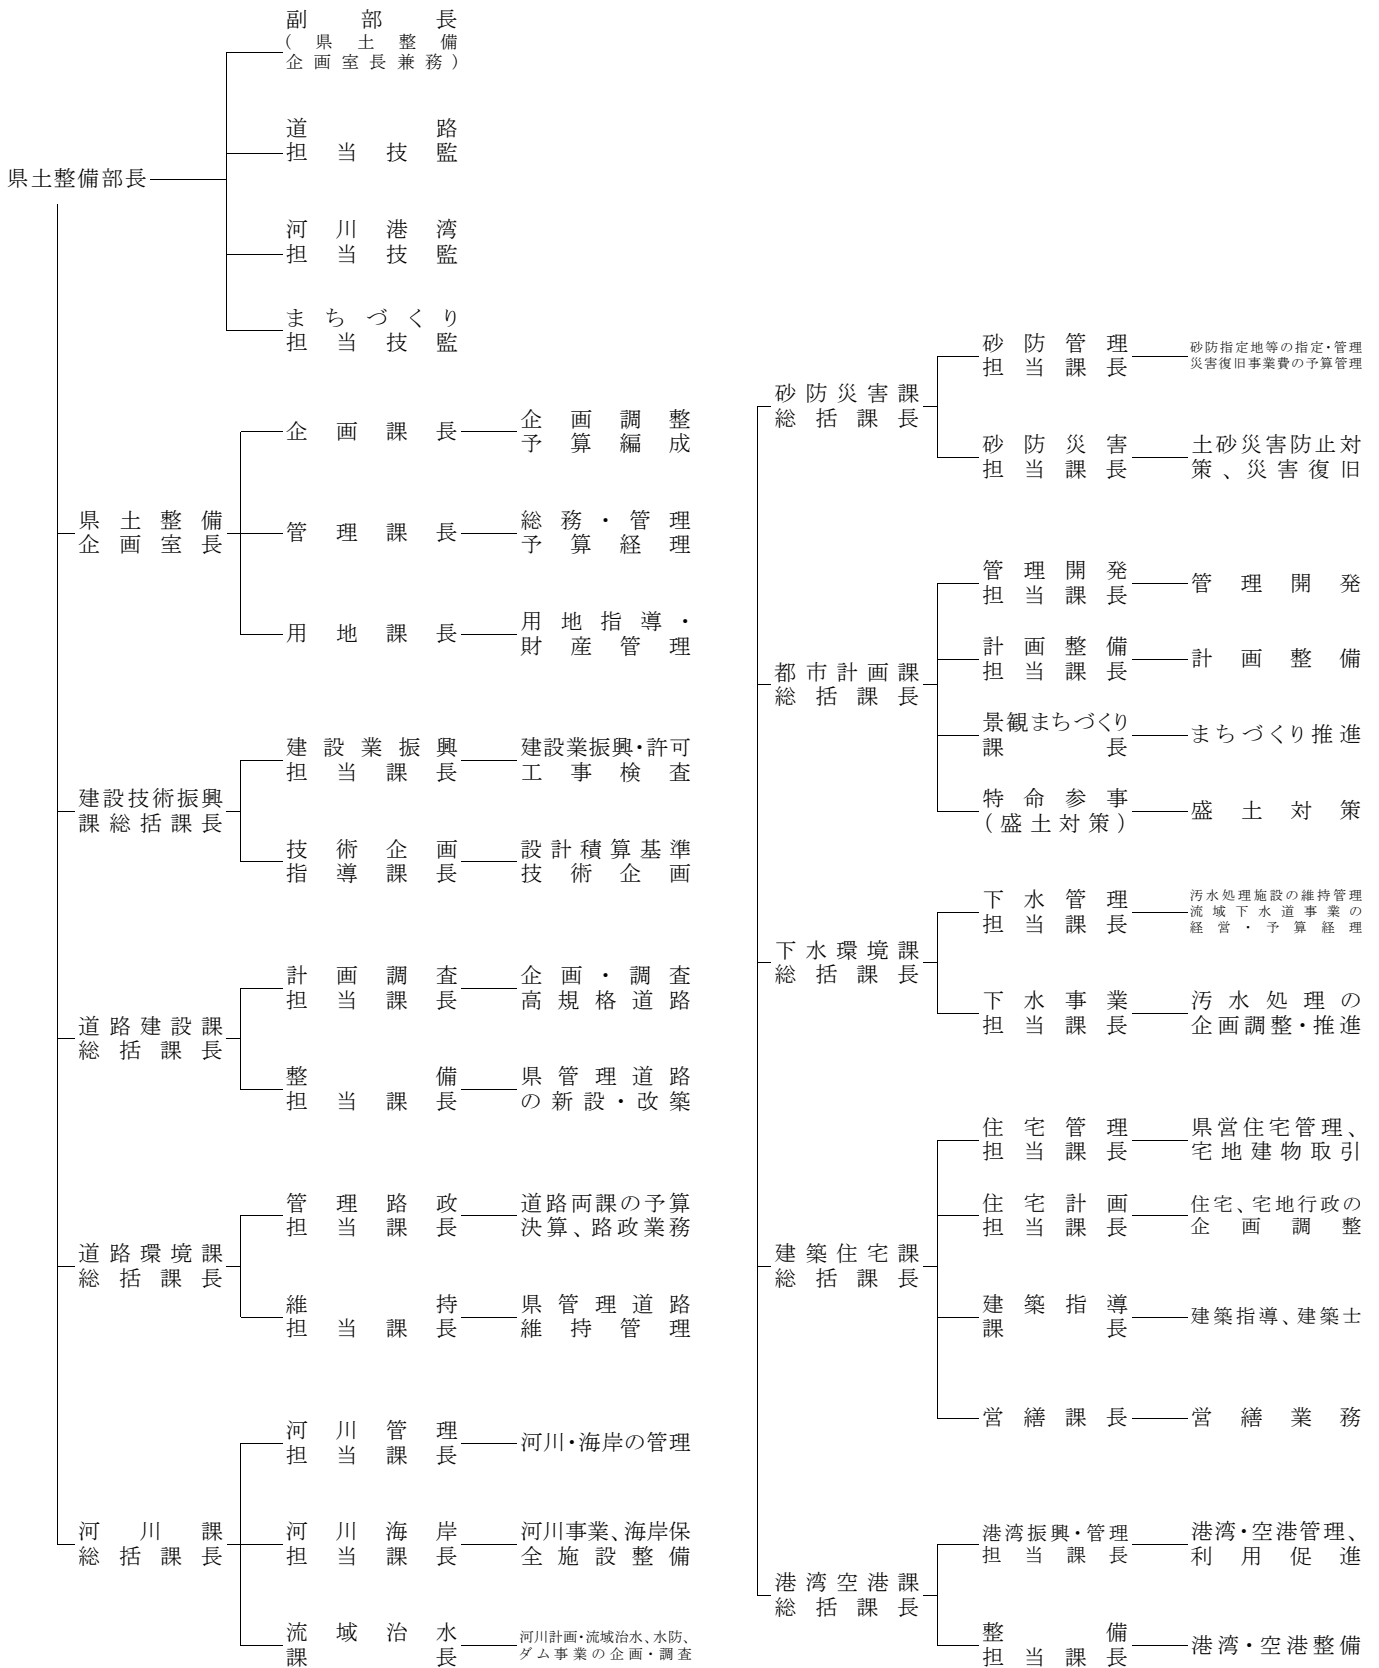 副部長
(県土整備
企画室長兼務)
道路
担当技監
県土整備部長
河川港湾
担当技監
まちづくり
担当技監
県土整備
企画室長
企画課長
企画調整
予算編成
管理課長
総務・管理
予算経理
用地課長
用地指導・
財産管理
建設技術振興
課総括課長
建設業振興
担当課長
建設業振興・許可
工事検査
技術企画
指導課長
設計積算基準
技術企画
道路建設課
総括課長
計画調査
担当課長
企画・調査
高規格道路
整備
担当課長
県管理道路
の新設・改築
道路環境課
総括課長
管理路政
担当課長
道路両課の予算
決算、路政業務
維持
担当課長
県管理道路
維持管理
河川課
総括課長
河川管理
担当課長
河川・海岸の管理
河川海岸
担当課長
河川事業、海岸保
全施設整備
流域治水
課長
河川計画・流域治水、水防、
ダム事業の企画・調査
砂防災害課
総括課長
砂防管理
担当課長
砂防指定地等の指定・管理
災害復旧事業費の予算管理
砂防災害
担当課長
土砂災害防止対
策、災害復旧
都市計画課
総括課長
管理開発
担当課長
管理開発
計画整備
担当課長
計画整備
景観まちづくり
課長
まちづくり推進
特命参事
(盛土対策)
盛土対策
下水環境課
総括課長
下水管理
担当課長
汚水処理施設の維持管理
流域下水道事業の
経営・予算経理
下水事業
担当課長
汚水処理の
企画調整・推進
建築住宅課
総括課長
住宅管理
担当課長
県営住宅管理、
宅地建物取引
住宅計画
担当課長
住宅、宅地行政の
企画調整
建築指導
課長
建築指導、建築士
営繕課長
営繕業務
港湾空港課
総括課長
港湾振興・管理
担当課長
港湾・空港管理、
利用促進
整備
担当課長
港湾・空港整備